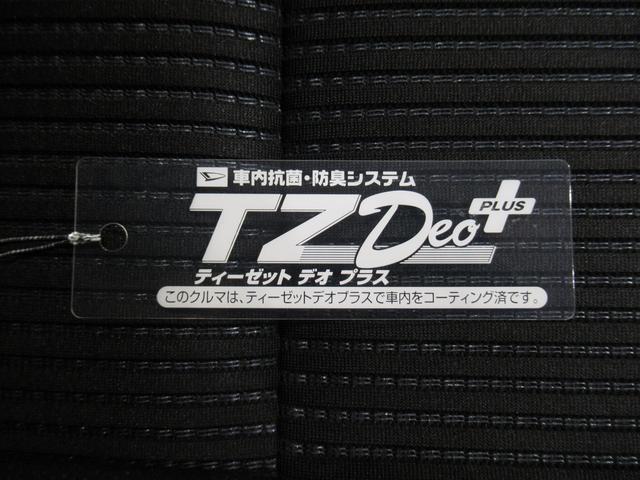 車内抗菌・防臭システム
TZ Deo PLUS
ティーゼット デオ プラス
このクルマは、ティーゼットデオプラスで車内をコーティング済です。